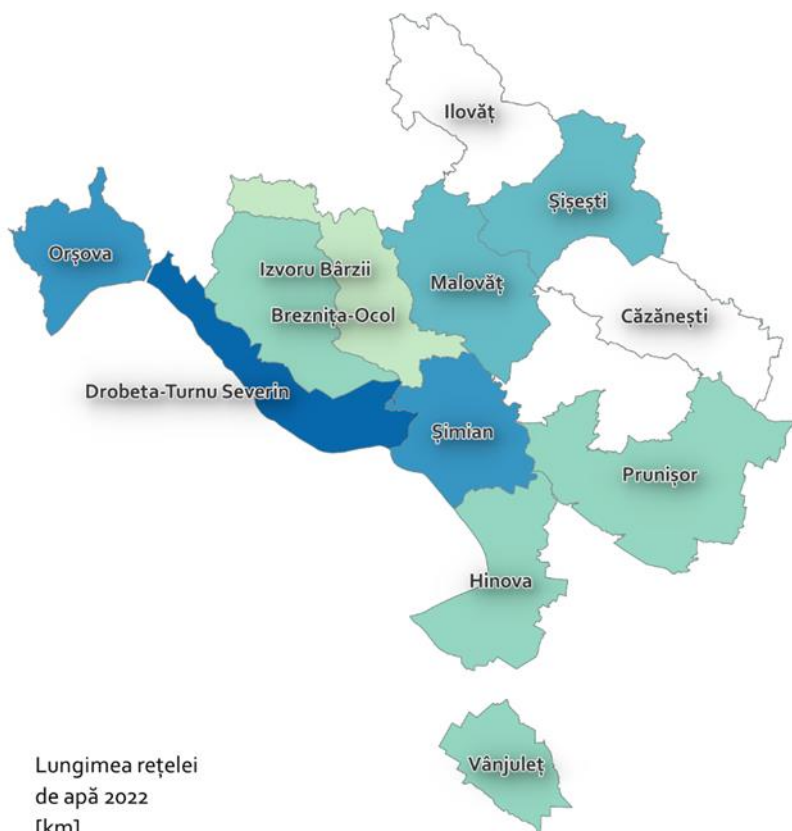 Ilovăț
Șișești
Orșova
Izvoru Bârzii
Malovăț
Breznița-Ocol
Căzănești
Drobeta-Turnu Severin
Șimian
Prunișor
Hinova
Vânjuleț
Lungimea rețelei
de apă 2022
[km]